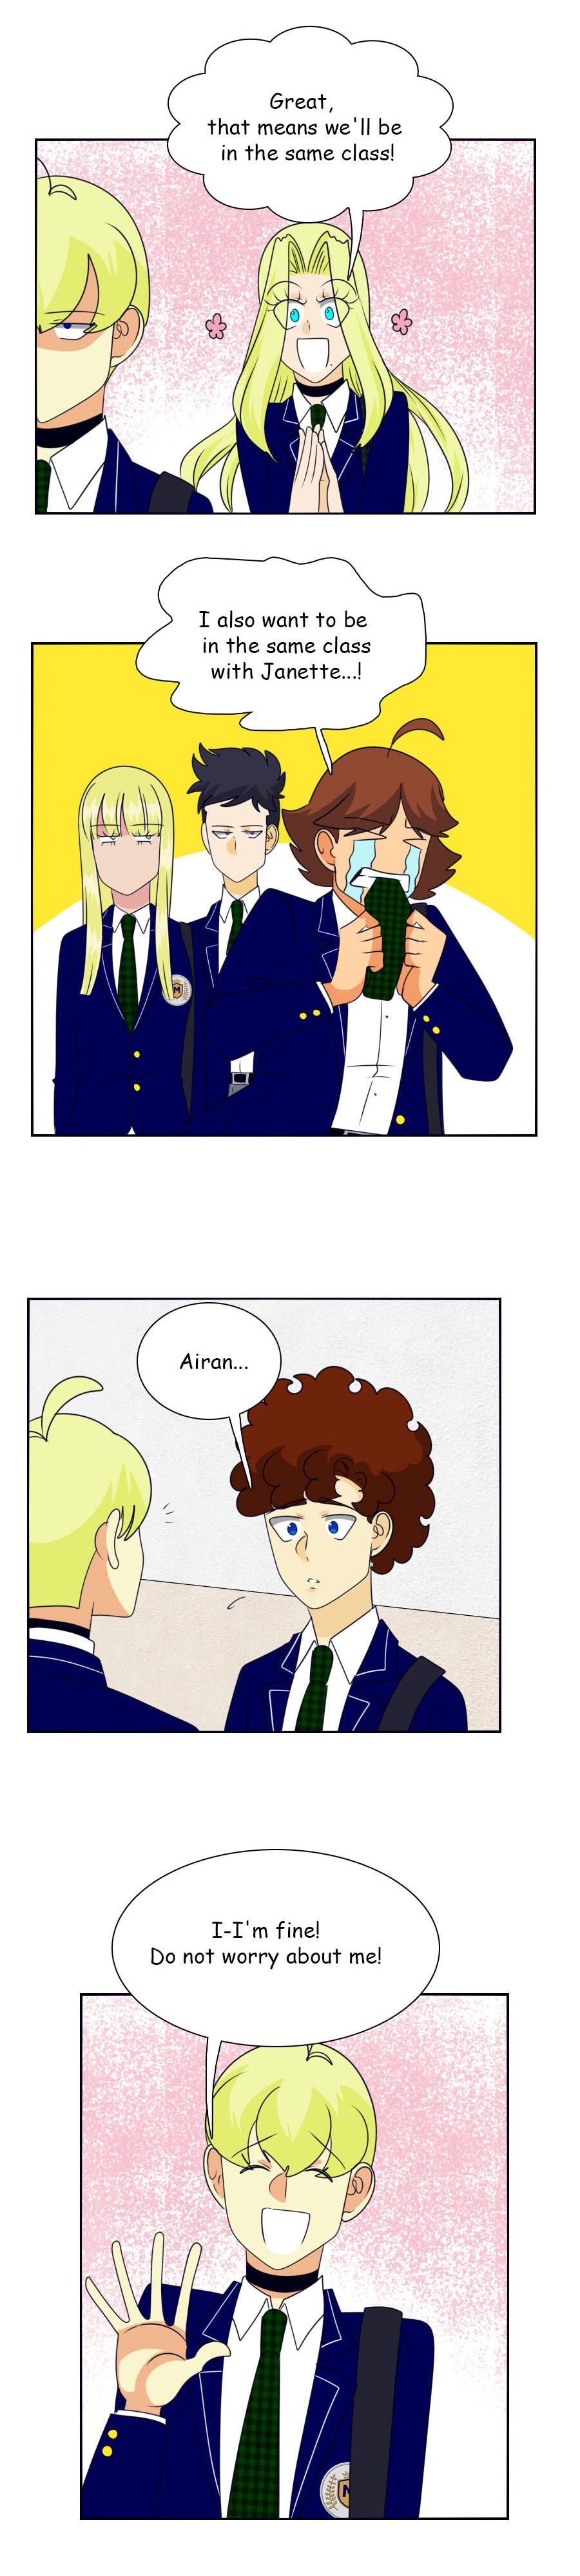 Great,
that means we'll be
in the same class!
I also want to be
in the same class
with Janette...!
M
Airan...
I-I'm fine!
Do not worry about me!